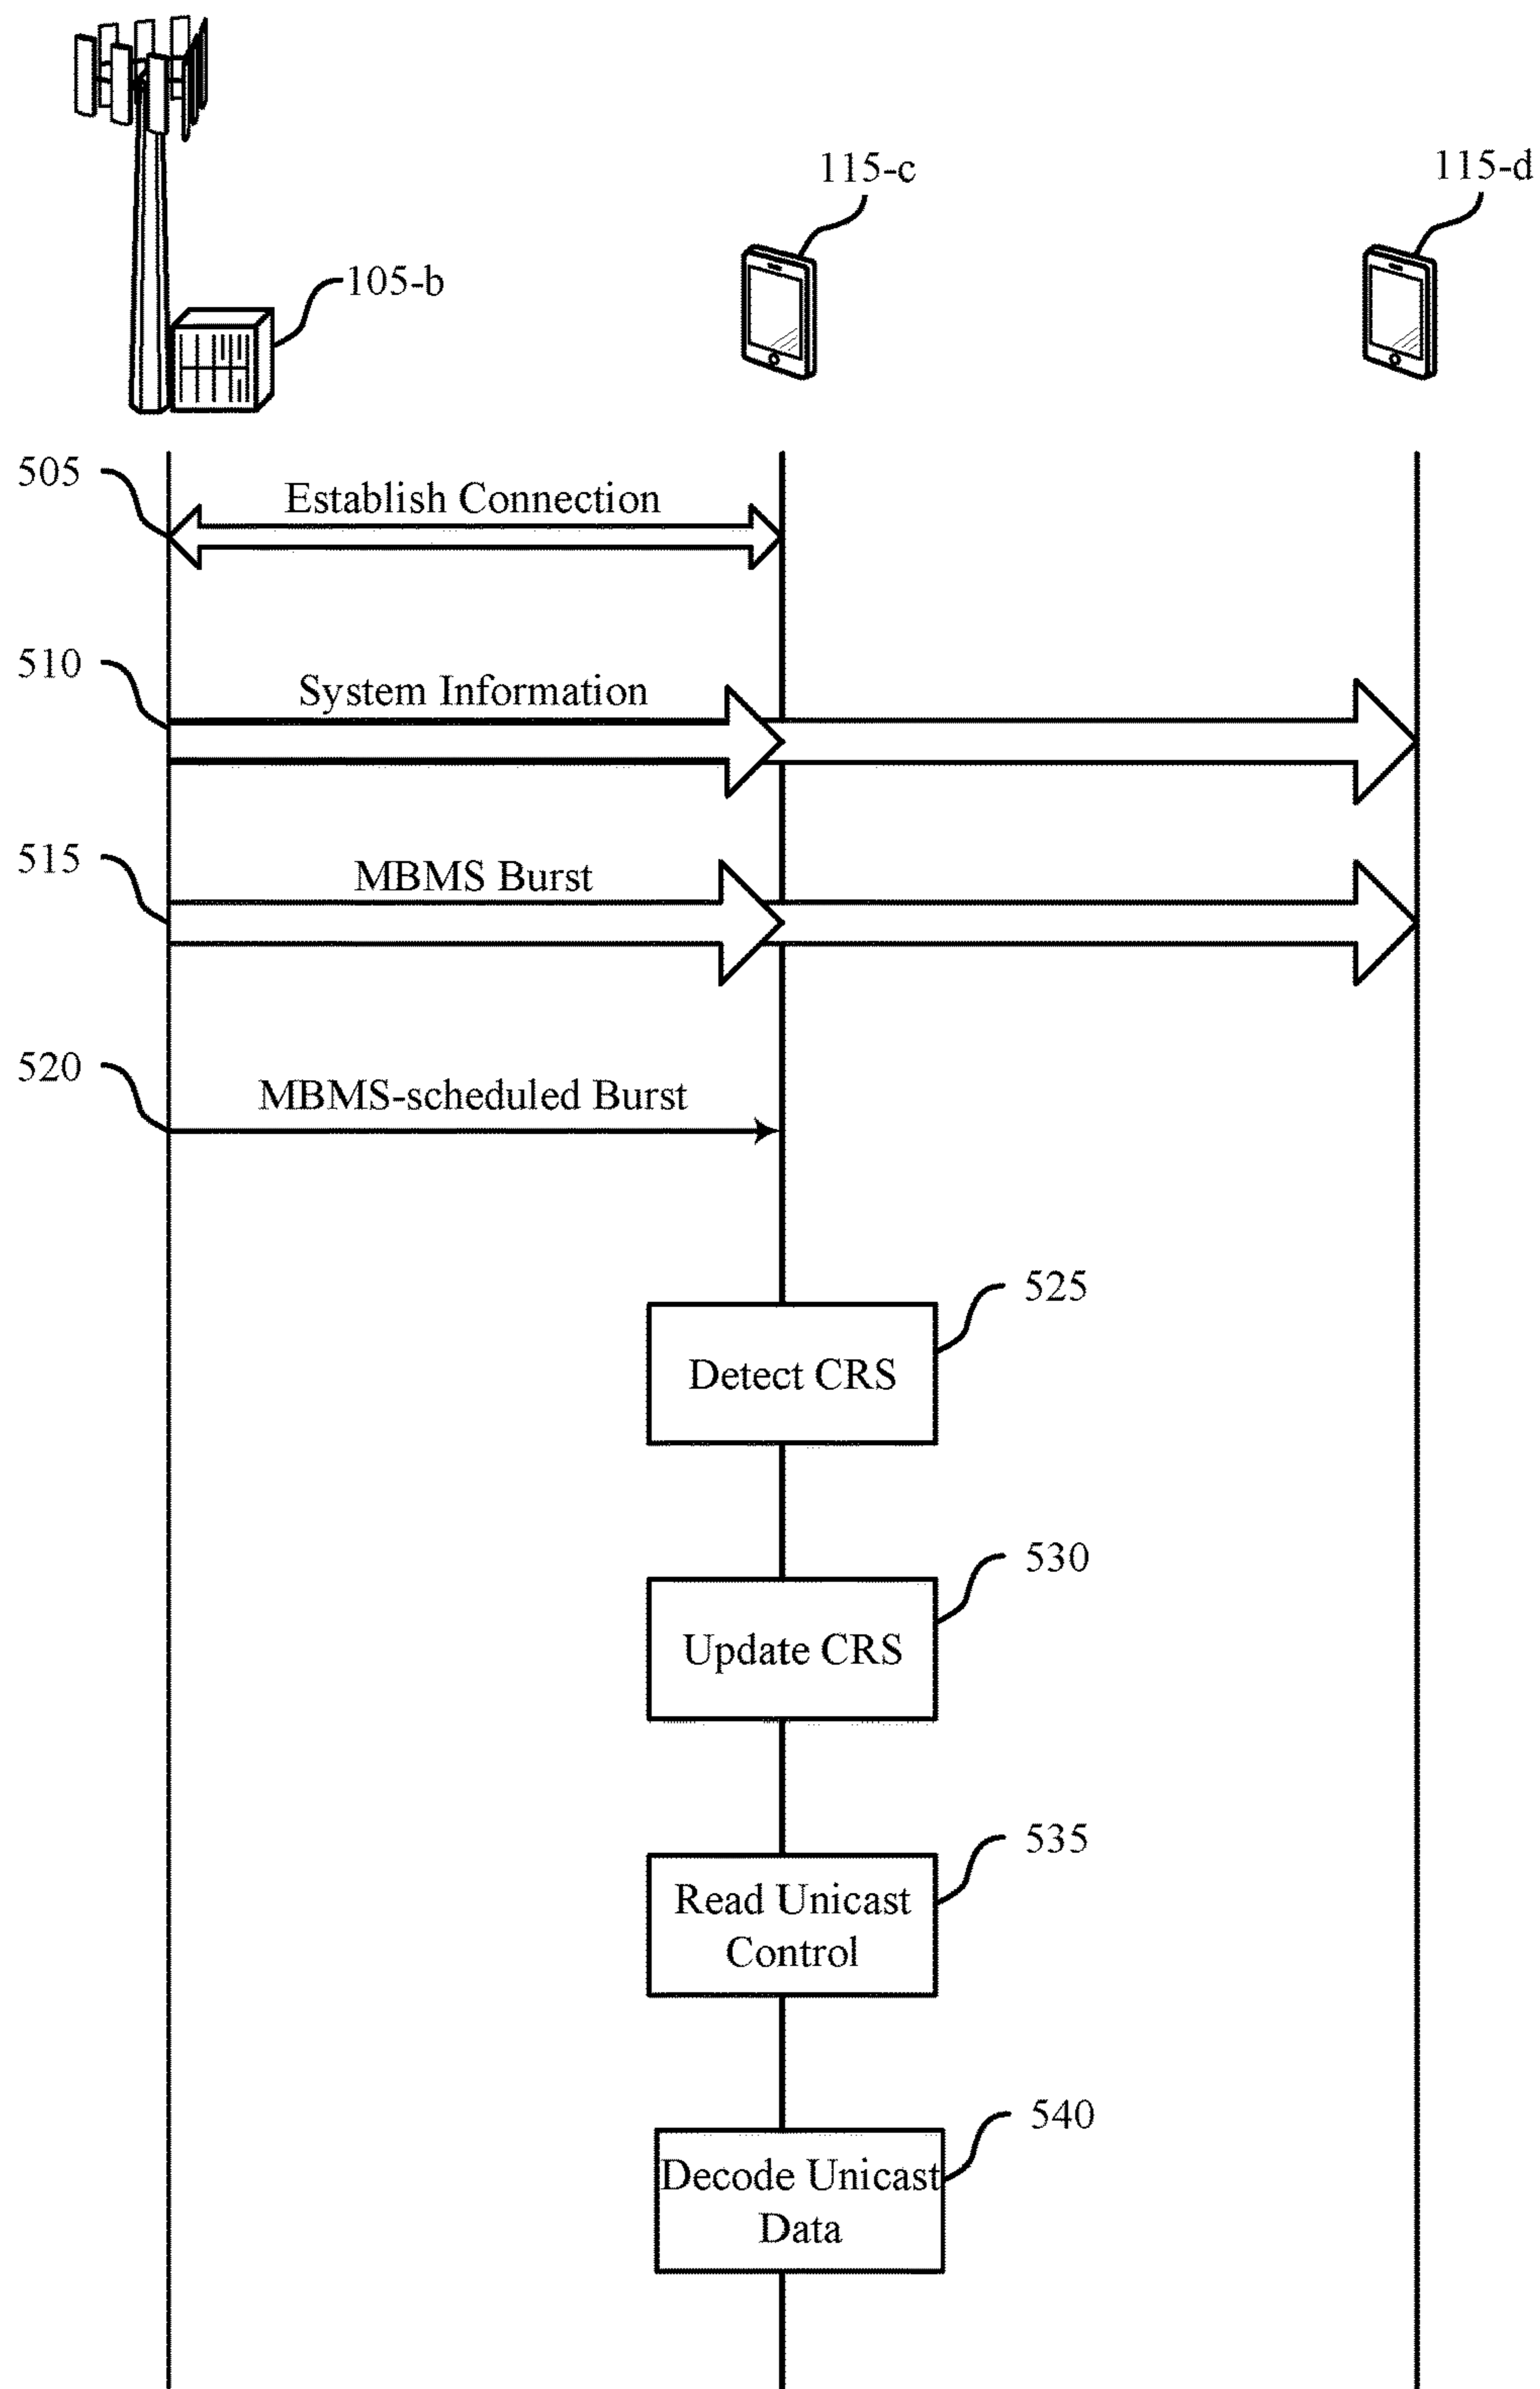 115-c
115-d
105-b
505
Establish Connection
510
System Information
515
MBMS Burst
520
MBMS-scheduled Burst
525
Detect CRS
530
Update CRS
535
Read Unicast
Control
540
Decode Unicast
Data